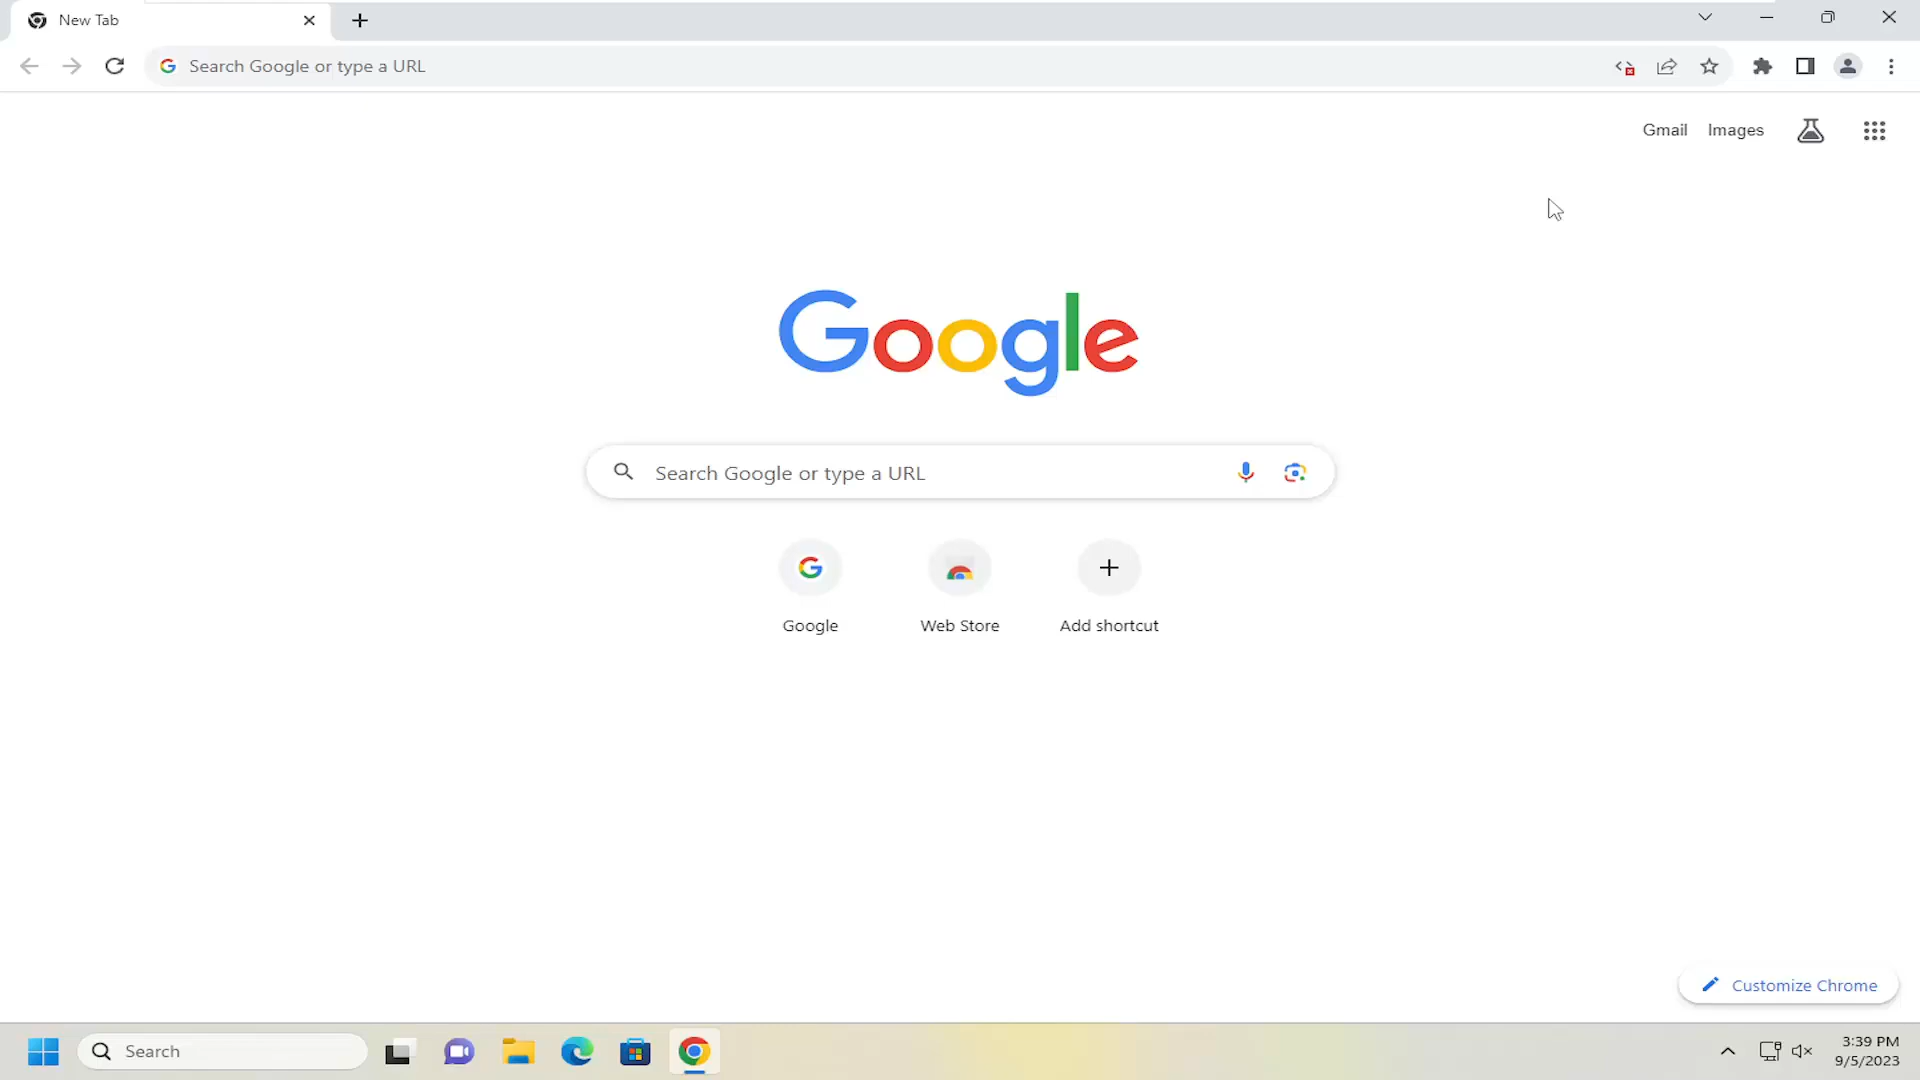 New Tab
Search Google or type a URL
Gmail Images
Google
Search Google or type a URL
Google Web Store Add shortcut
Customize Chrome
Search
3:39 PM
9/5/2023